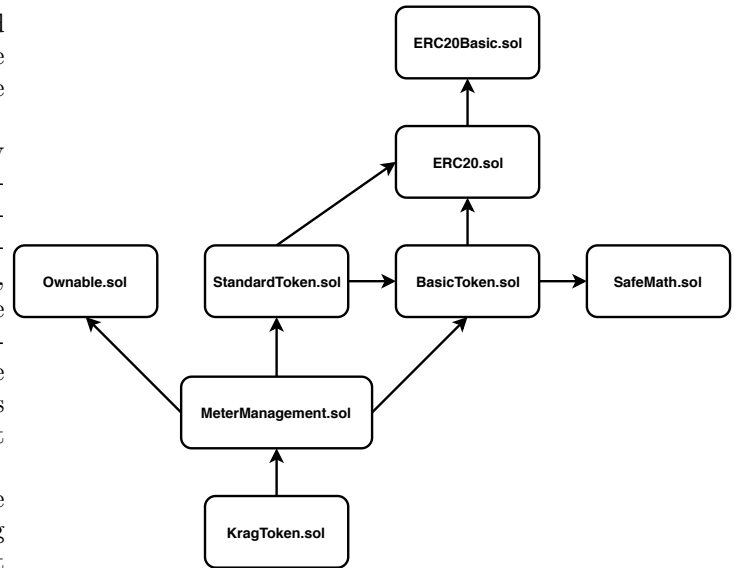 ERC20Basic.sol
ERC20.sol
Ownable.sol
StandardToken.sol
BasicToken.sol
SafeMath.sol
MeterManagement.sol
KragToken.sol